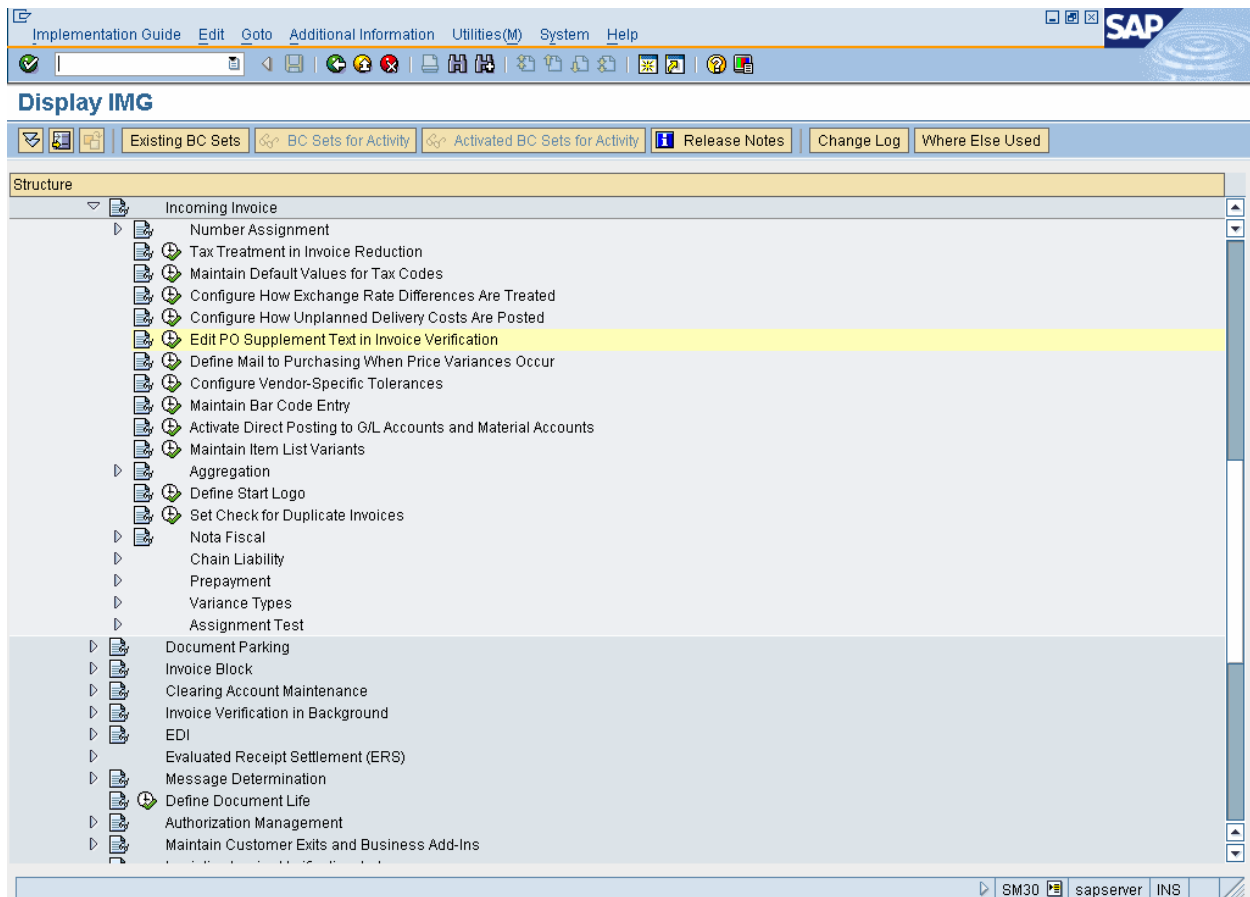 Implementation Guide Edit Goto Additional Information Utilities(M) System Help
SAP
Display IMG
Existing BC Sets BC Sets for Activity Activated BC Sets for Activity Release Notes Change Log Where Else Used
Structure
Incoming Invoice
Number Assignment
Tax Treatment in Invoice Reduction
Maintain Default Values for Tax Codes
Configure How Exchange Rate Differences Are Treated
Configure How Unplanned Delivery Costs Are Posted
Edit PO Supplement Text in Invoice Verification
Define Mail to Purchasing When Price Variances Occur
Configure Vendor-Specific Tolerances
Maintain Bar Code Entry
Activate Direct Posting to G/L Accounts and Material Accounts
Maintain Item List Variants
Aggregation
Define Start Logo
Set Check for Duplicate Invoices
Nota Fiscal
Chain Liability
Prepayment
Variance Types
Assignment Test
Document Parking
Invoice Block
Clearing Account Maintenance
Invoice Verification in Background
EDI
Evaluated Receipt Settlement (ERS)
Message Determination
Define Document Life
Authorization Management
Maintain Customer Exits and Business Add-Ins
SM30 sapserver INS